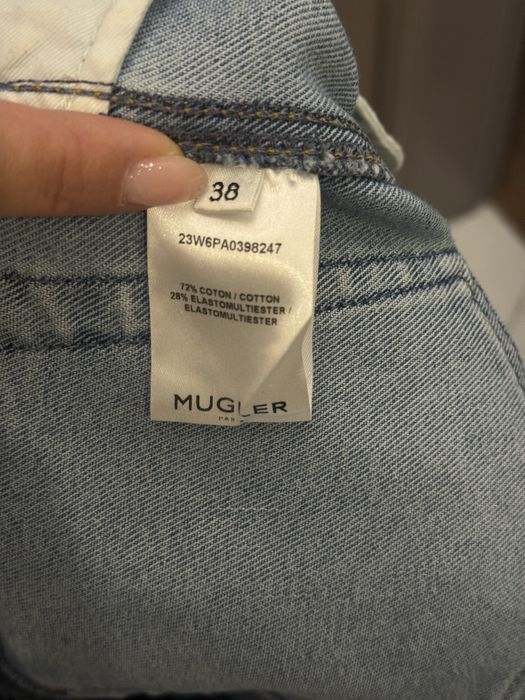 38
23W6PA0398247
72% COTON / COTTON
28% ELASTOMULTIESTER /
ELASTOMULTIESTER
MUGLER